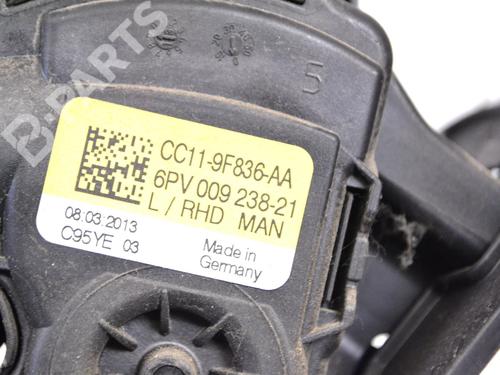 B-PARTS
5
CC11-9F836-AA
6PV 009 238-21
L / RHD MAN
08.03.2013
C95YE 03
Made in
Germany